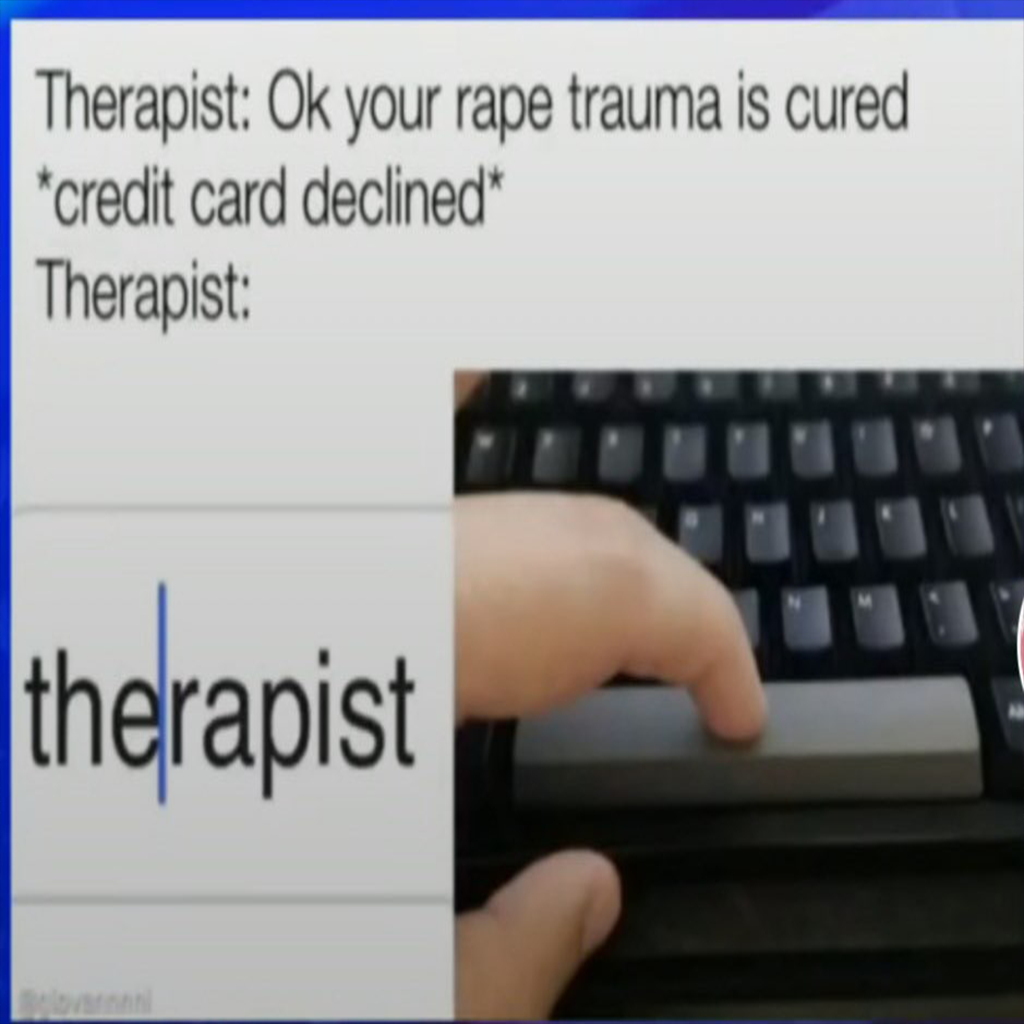 Therapist: Ok your rape trauma is cured
*credit card declined*
Therapist:
therapist
N M